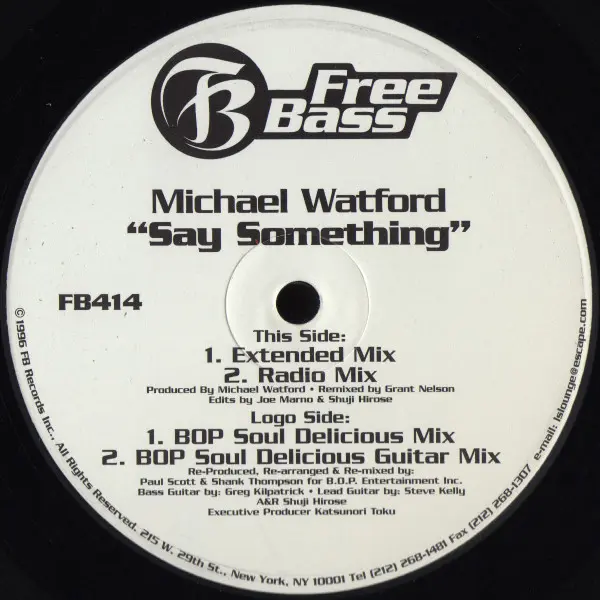 FB
Free
Bass
Michael Watford
"Say Something"
FB414
This Side:
1. Extended Mix
2. Radio Mix
Produced By Michael Watford • Remixed by Grant Nelson
Edits by Joe Marno & Shuji Hirose
Logo Side:
1. BOP Soul Delicious Mix
2. BOP Soul Delicious Guitar Mix
Re-Produced, Re-arranged & Re-mixed by:
Paul Scott & Shank Thompson for B.O.P. Entertainment Inc.
Bass Guitar by: Greg Kilpatrick • Lead Guitar by: Steve Kelly
A&R Shuji Hirose
Executive Producer Katsunori Toku
©1996 FB Records Inc., All Rights Reserved. 215 W. 29th St., New York, NY 10001 Tel (212) 268-1481 Fax (212) 268-1307 e-mail: lslounge@escape.com